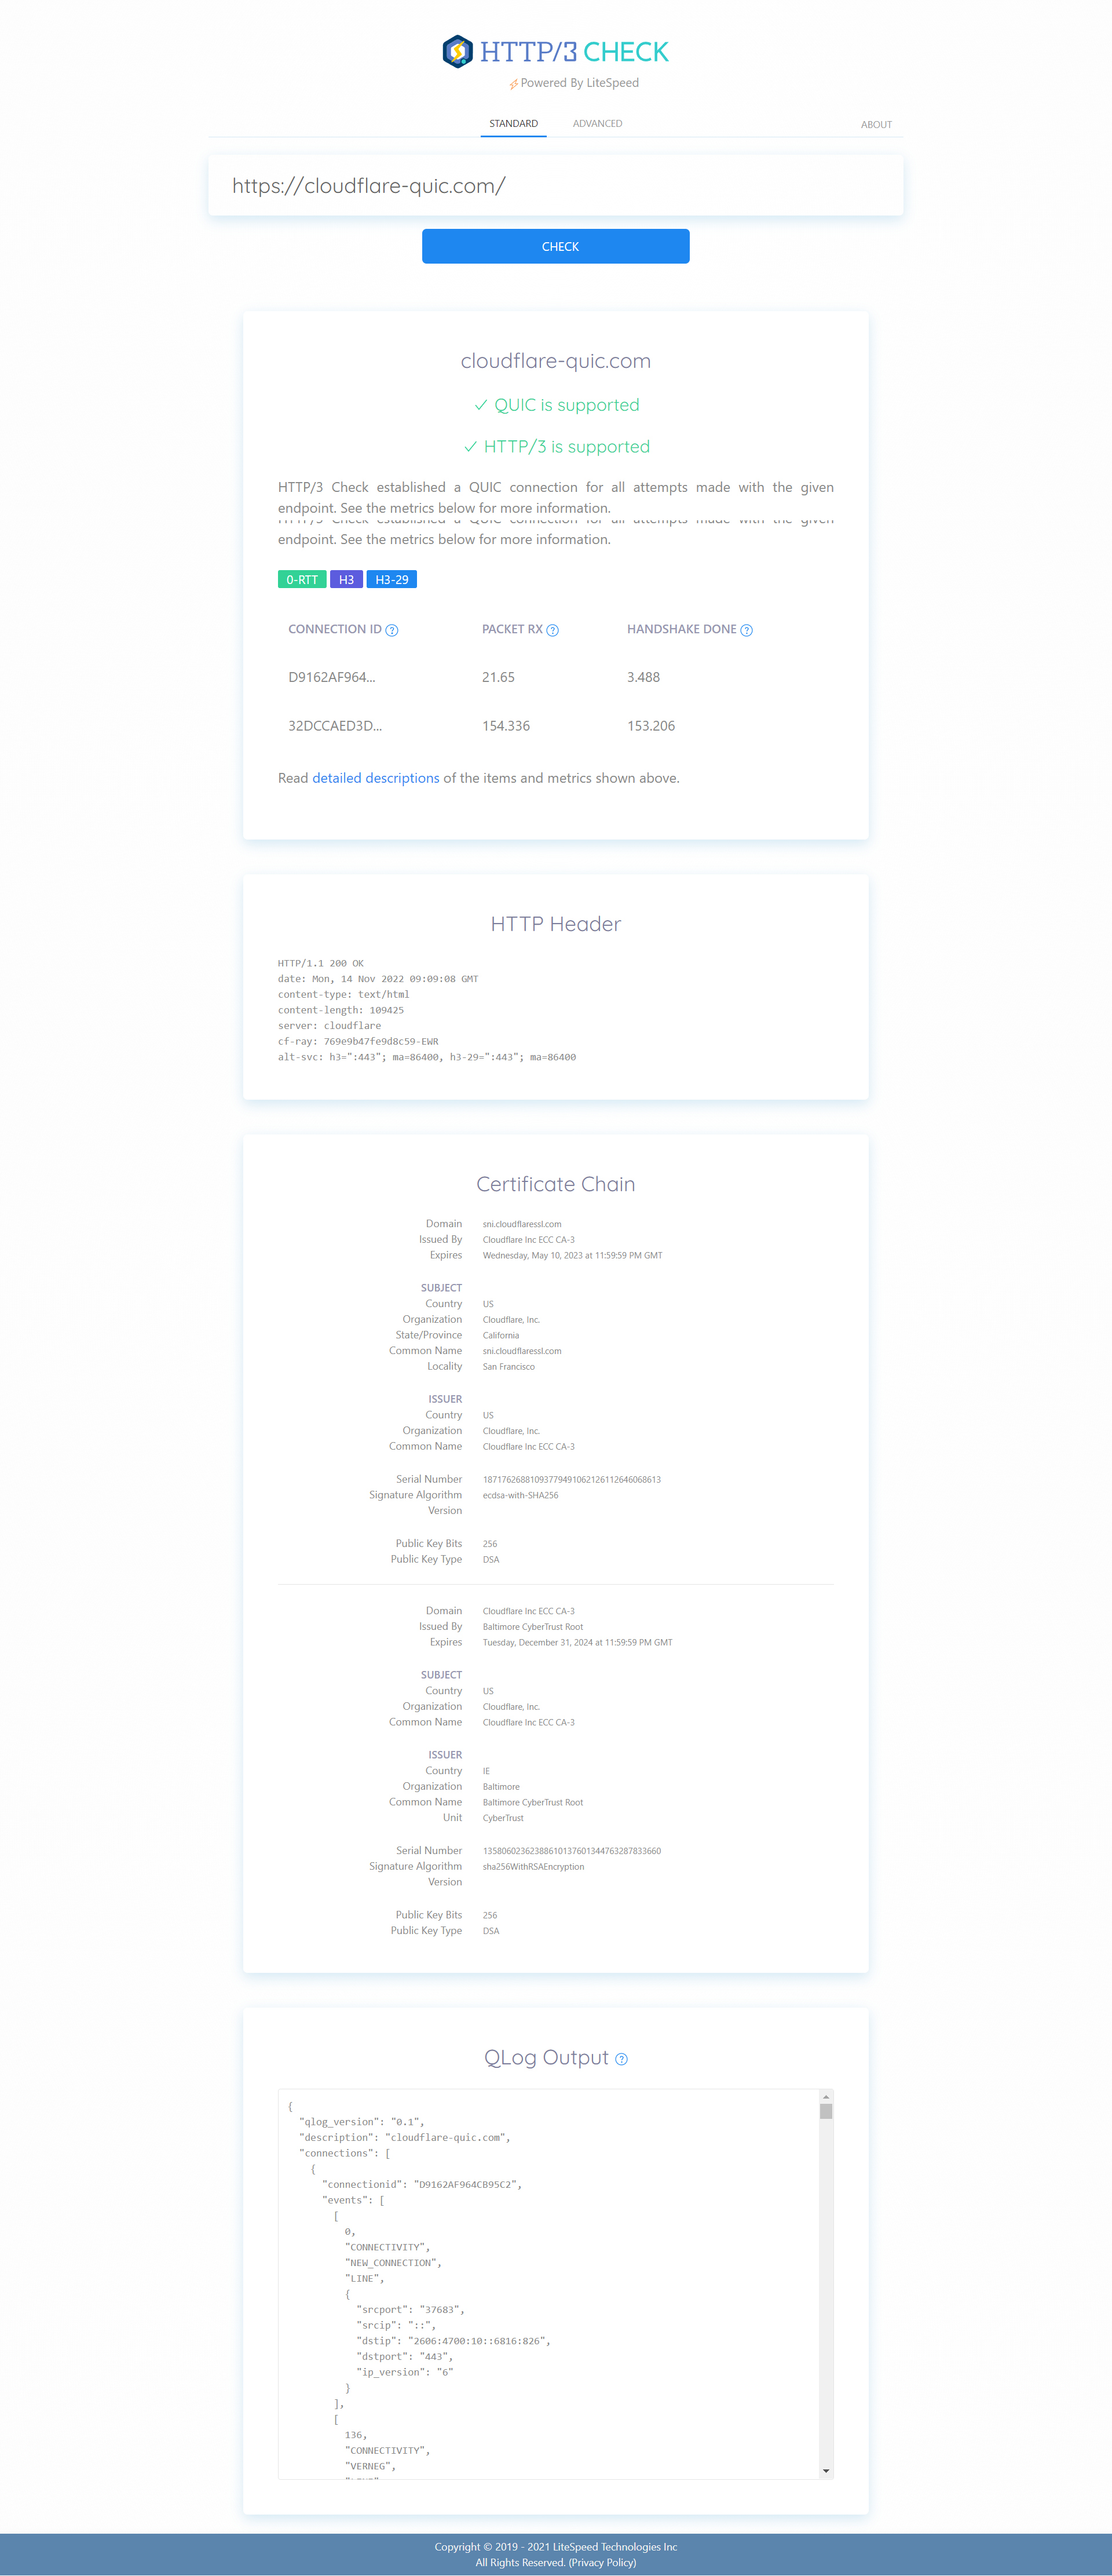 HTTP/3 CHECK
Powered By LiteSpeed
STANDARD ADVANCED ABOUT
https://cloudflare-quic.com/
CHECK
cloudflare-quic.com
✓ QUIC is supported
✓ HTTP/3 is supported
HTTP/3 Check established a QUIC connection for all attempts made with the given
endpoint. See the metrics below for more information.
HTTP/3 Check established a QUIC connection for all attempts made with the given
endpoint. See the metrics below for more information.
0-RTT H3 H3-29
CONNECTION ID ? PACKET RX ? HANDSHAKE DONE ?
D9162AF964... 21.65 3.488
32DCCAED3D... 154.336 153.206
Read detailed descriptions of the items and metrics shown above.
HTTP Header
HTTP/1.1 200 OK
date: Mon, 14 Nov 2022 09:09:08 GMT
content-type: text/html
content-length: 109425
server: cloudflare
cf-ray: 769e9b47fe9d8c59-EWR
alt-svc: h3=":443"; ma=86400, h3-29=":443"; ma=86400
Certificate Chain
Domain sni.cloudflaressl.com
Issued By Cloudflare Inc ECC CA-3
Expires Wednesday, May 10, 2023 at 11:59:59 PM GMT
SUBJECT
Country US
Organization Cloudflare, Inc.
State/Province California
Common Name sni.cloudflaressl.com
Locality San Francisco
ISSUER
Country US
Organization Cloudflare, Inc.
Common Name Cloudflare Inc ECC CA-3
Serial Number 18717626881093779491062126112646068613
Signature Algorithm ecdsa-with-SHA256
Version
Public Key Bits 256
Public Key Type DSA
Domain Cloudflare Inc ECC CA-3
Issued By Baltimore CyberTrust Root
Expires Tuesday, December 31, 2024 at 11:59:59 PM GMT
SUBJECT
Country US
Organization Cloudflare, Inc.
Common Name Cloudflare Inc ECC CA-3
ISSUER
Country IE
Organization Baltimore
Common Name Baltimore CyberTrust Root
Unit CyberTrust
Serial Number 13580602362388610137601344763287833660
Signature Algorithm sha256WithRSAEncryption
Version
Public Key Bits 256
Public Key Type DSA
QLog Output ?
{
"qlog_version": "0.1",
"description": "cloudflare-quic.com",
"connections": [
{
"connectionid": "D9162AF964CB95C2",
"events": [
[
0,
"CONNECTIVITY",
"NEW_CONNECTION",
"LINE",
{
"srcport": "37683",
"srcip": "::",
"dstip": "2606:4700:10::6816:826",
"dstport": "443",
"ip_version": "6"
}
],
[
136,
"CONNECTIVITY",
"VERNEG",
Copyright © 2019 - 2021 LiteSpeed Technologies Inc
All Rights Reserved. (Privacy Policy)